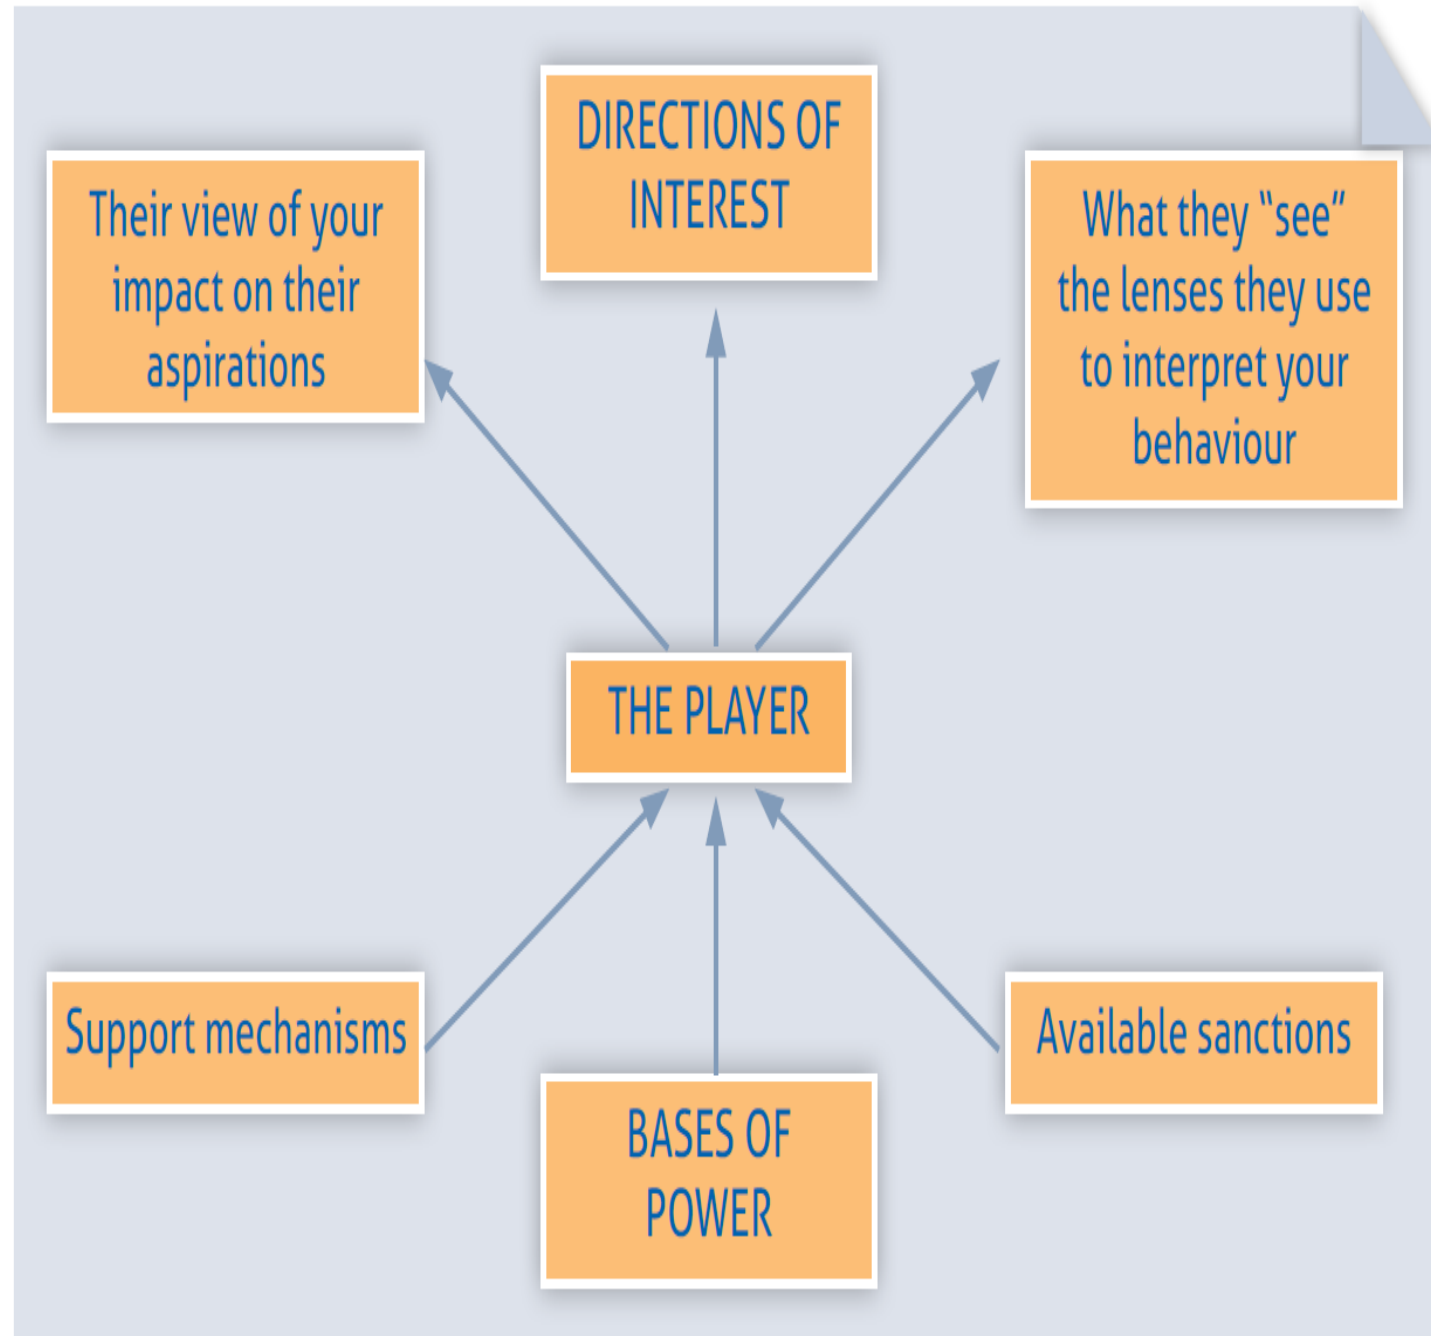 DIRECTIONS OF
INTEREST
Their view of your
impact on their
aspirations
What they “see”
the lenses they use
to interpret your
behaviour
THE PLAYER
Support mechanisms
BASES OF
POWER
Available sanctions